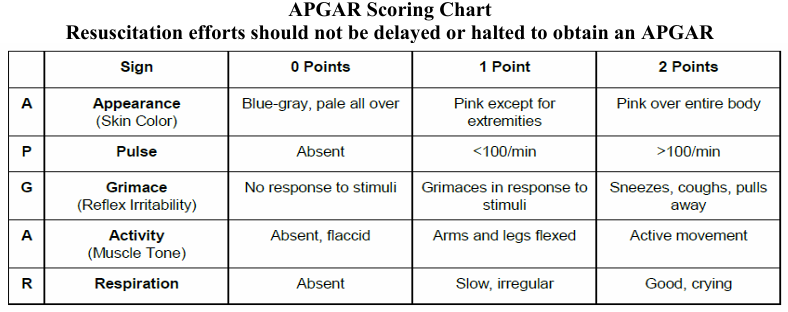 APGAR Scoring Chart
Resuscitation efforts should not be delayed or halted to obtain an APGAR
Sign 0 Points 1 Point 2 Points
A Appearance Blue-gray, pale all over Pink except for Pink over entire body
(Skin Color) extremities
P Pulse Absent <100/min >100/min
G Grimace No response to stimuli Grimaces in response to Sneezes, coughs, pulls
(Reflex Irritability) stimuli away
A Activity Absent, flaccid Arms and legs flexed Active movement
(Muscle Tone)
R Respiration Absent Slow, irregular Good, crying